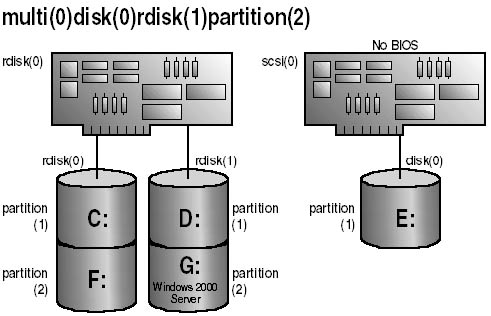 multi(0)disk(0)rdisk(1)partition(2)
No BIOS
rdisk(0)
scsi(0)
rdisk(0)
rdisk(1)
disk(0)
partition
(1)
C:
D:
partition
(1)
partition
(1)
E:
partition
(2)
F:
G:
Windows 2000
Server
partition
(2)